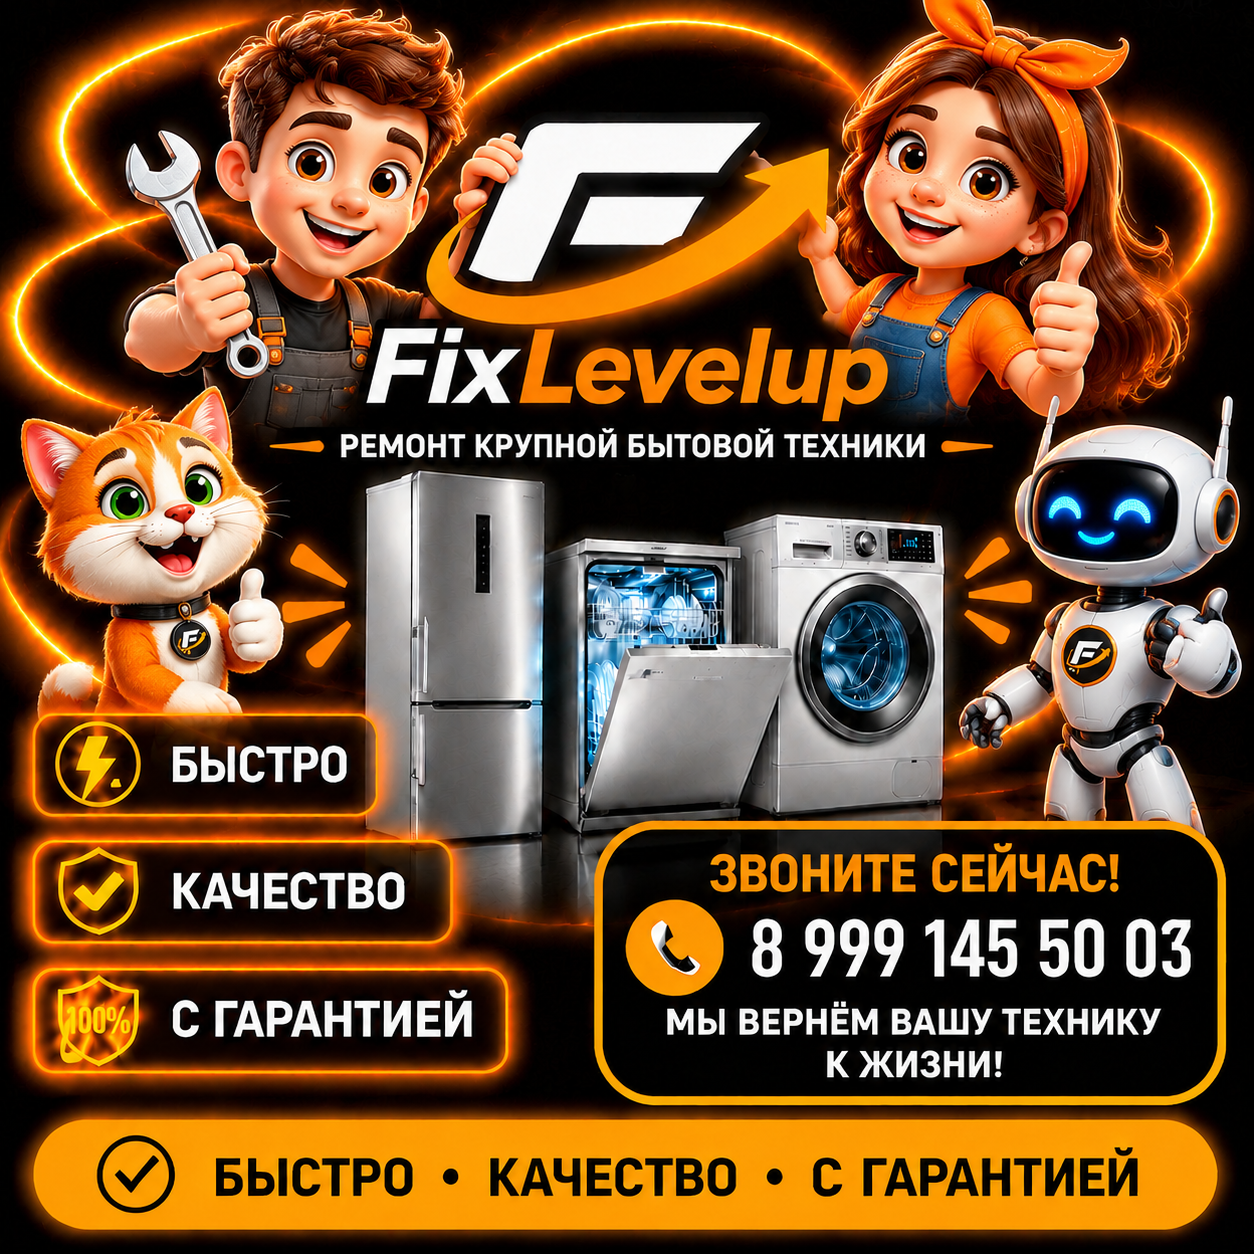 F
FixLevelup
РЕМОНТ КРУПНОЙ БЫТОВОЙ ТЕХНИКИ
F
F
БЫСТРО
КАЧЕСТВО
100%
С ГАРАНТИЕЙ
ЗВОНИТЕ СЕЙЧАС!
8 999 145 50 03
МЫ ВЕРНЁМ ВАШУ ТЕХНИКУ
К ЖИЗНИ!
БЫСТРО • КАЧЕСТВО • С ГАРАНТИЕЙ